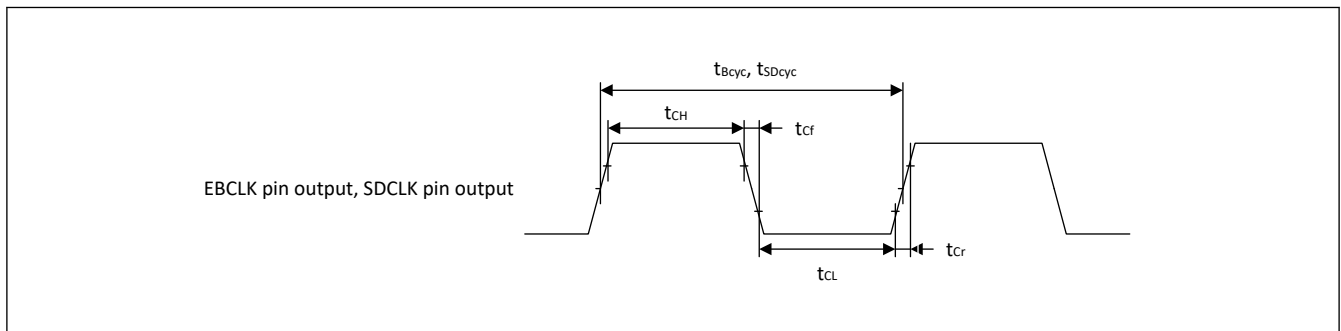 tBcyc, tSDcyc
tCH
tCf
EBCLK pin output, SDCLK pin output
tCr
tCL